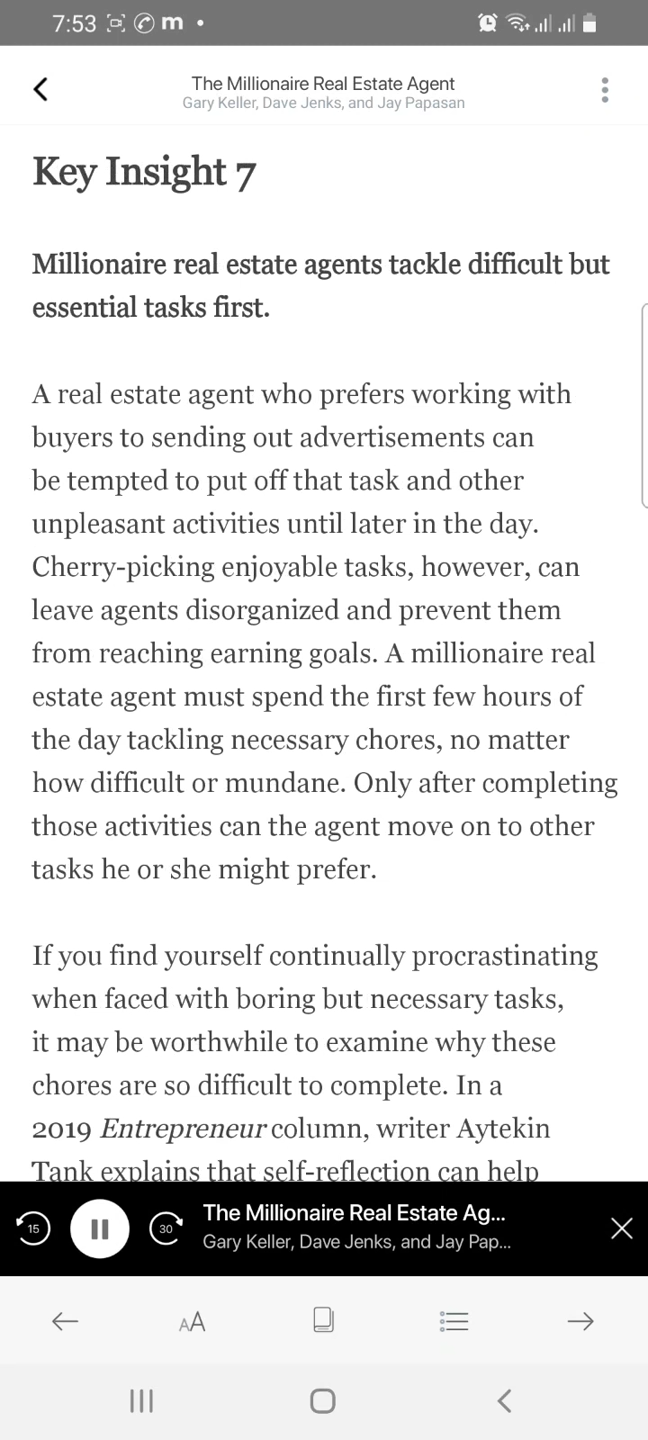 7:53 m
The Millionaire Real Estate Agent
Gary Keller, Dave Jenks, and Jay Papasan
Key Insight 7
Millionaire real estate agents tackle difficult but
essential tasks first.
A real estate agent who prefers working with
buyers to sending out advertisements can
be tempted to put off that task and other
unpleasant activities until later in the day.
Cherry-picking enjoyable tasks, however, can
leave agents disorganized and prevent them
from reaching earning goals. A millionaire real
estate agent must spend the first few hours of
the day tackling necessary chores, no matter
how difficult or mundane. Only after completing
those activities can the agent move on to other
tasks he or she might prefer.
If you find yourself continually procrastinating
when faced with boring but necessary tasks,
it may be worthwhile to examine why these
chores are so difficult to complete. In a
2019 Entrepreneur column, writer Aytekin
Tank explains that self-reflection can help
15 30 The Millionaire Real Estate Ag...
Gary Keller, Dave Jenks, and Jay Pap...
AA